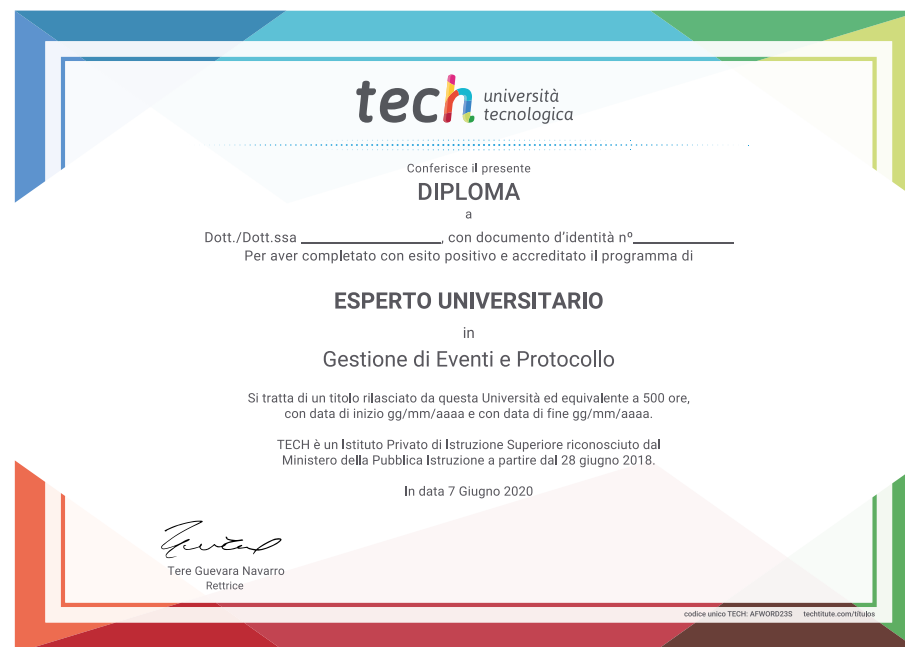 tech università
tecnologica
Conferisce il presente
DIPLOMA
a
Dott./Dott.ssa ____________________, con documento d'identità nº______________
Per aver completato con esito positivo e accreditato il programma di
ESPERTO UNIVERSITARIO
in
Gestione di Eventi e Protocollo
Si tratta di un titolo rilasciato da questa Università ed equivalente a 500 ore,
con data di inizio gg/mm/aaaa e con data di fine gg/mm/aaaa.
TECH è un Istituto Privato di Istruzione Superiore riconosciuto dal
Ministero della Pubblica Istruzione a partire dal 28 giugno 2018.
In data 7 Giugno 2020
Tere Guevara Navarro
Rettrice
codice unico TECH: AFWORD23S techtitute.com/titulos